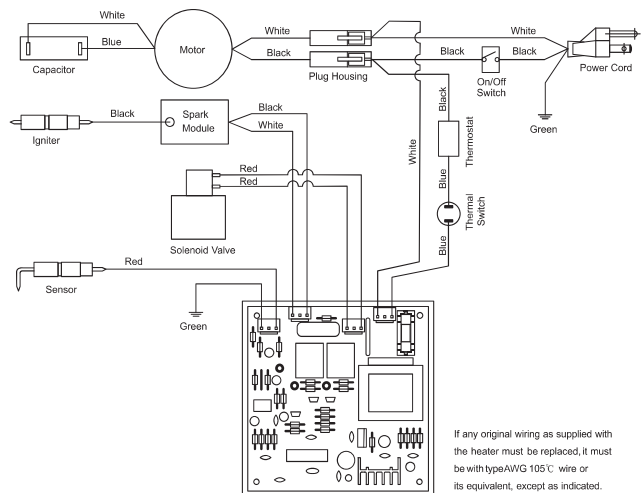 White
Blue
Capacitor
Motor
White
Black
Plug Housing
White
Black
On/Off
Switch
Black
Power Cord
Green
Black
Igniter
Spark
Module
Black
White
White
Black
Thermostat
Blue
Thermal
Switch
Blue
Red
Red
Solenoid Valve
Red
Sensor
Green
If any original wiring as supplied with
the heater must be replaced, it must
be with typeAWG 105℃ wire or
its equivalent, except as indicated.